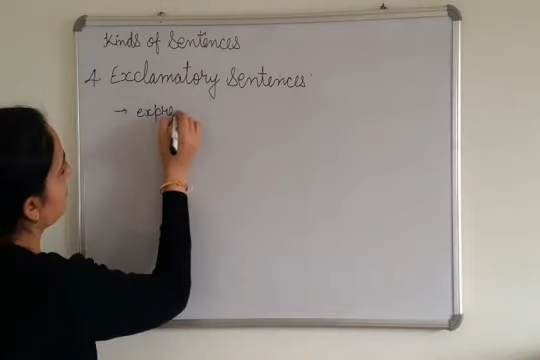 Kinds of Sentences
4 Exclamatory Sentences
→ expre